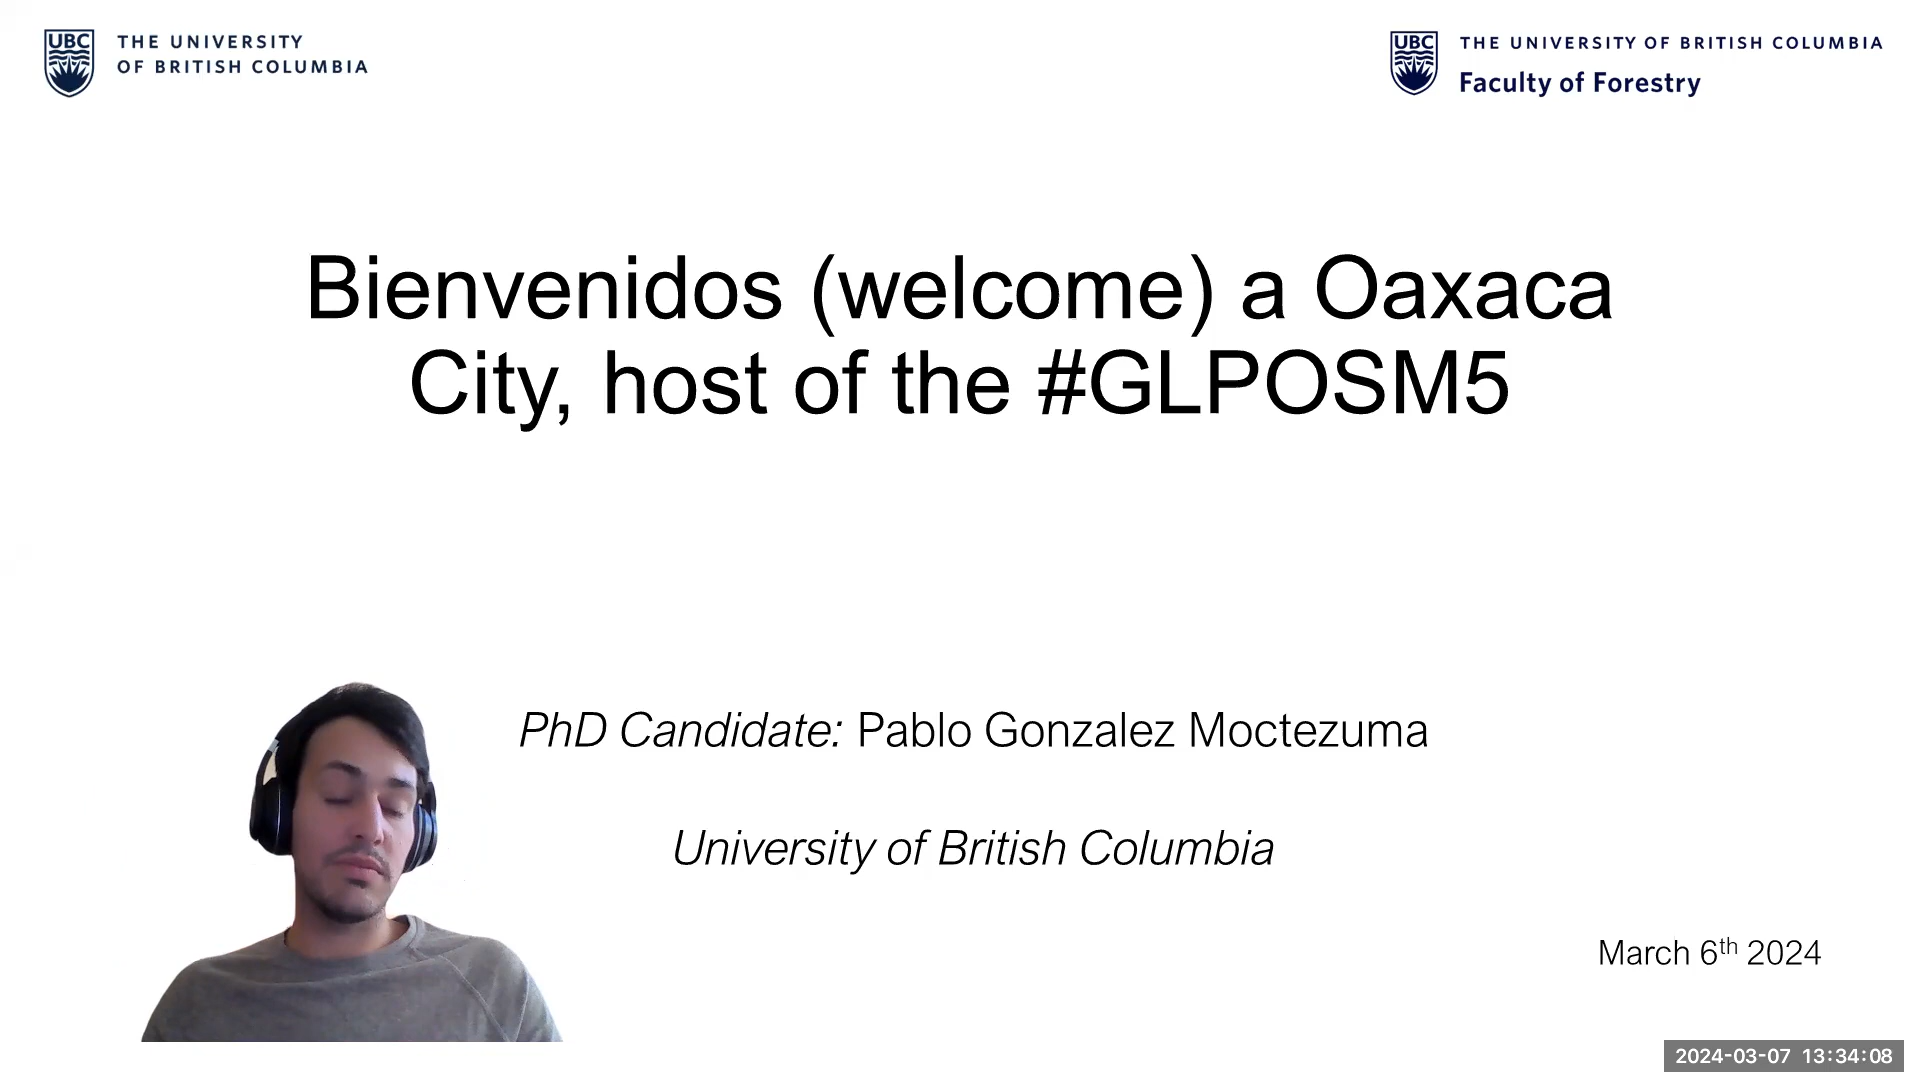 UBC
THE UNIVERSITY
OF BRITISH COLUMBIA
UBC
THE UNIVERSITY OF BRITISH COLUMBIA
Faculty of Forestry
Bienvenidos (welcome) a Oaxaca
City, host of the #GLPOSM5
PhD Candidate: Pablo Gonzalez Moctezuma
University of British Columbia
March 6th 2024
2024-03-07 13:34:08